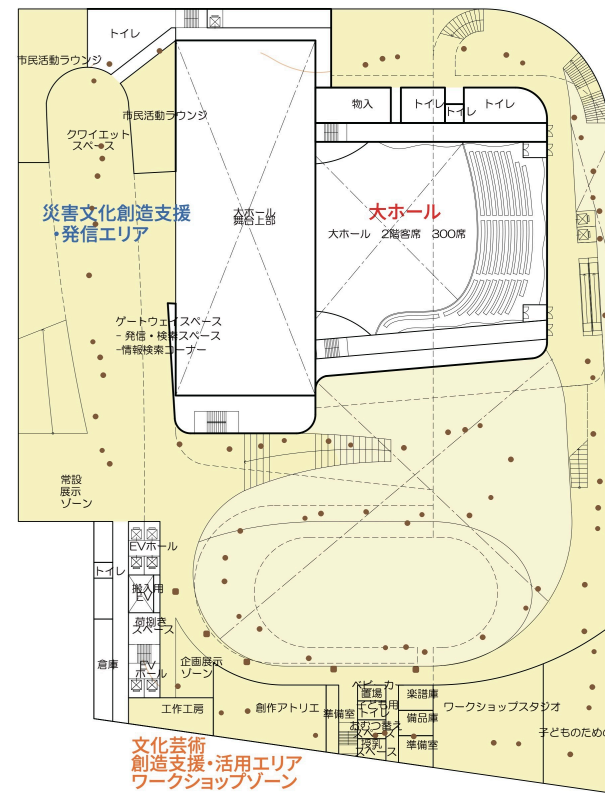 トイレ
市民活動ラウンジ
物入
トイレ
トイレ
トイレ
市民活動ラウンジ
クワイエット
スペース
災害文化創造支援
・発信エリア
大ホール
舞台上部
大ホール
大ホール 2階客席 300席
ゲートウェイスペース
- 発信・検索スペース
-情報検索コーナー
常設
展示
ゾーン
EVホール
トイレ
搬入用
EV
荷捌き
スペース
倉庫
EV
ホール
企画展示
ゾーン
工作工房
創作アトリエ
準備室
ベビーカー
置場
子ども用
トイレ
おむつ替え
スペース
授乳
スペース
楽譜庫
備品庫
準備室
ワークショップスタジオ
子どものため
文化芸術
創造支援・活用エリア
ワークショップゾーン